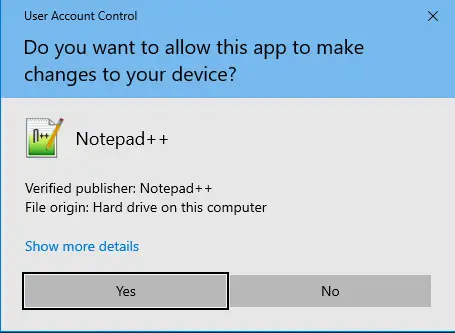 User Account Control
Do you want to allow this app to make
changes to your device?
Notepad++
Verified publisher: Notepad++
File origin: Hard drive on this computer
Show more details
Yes
No